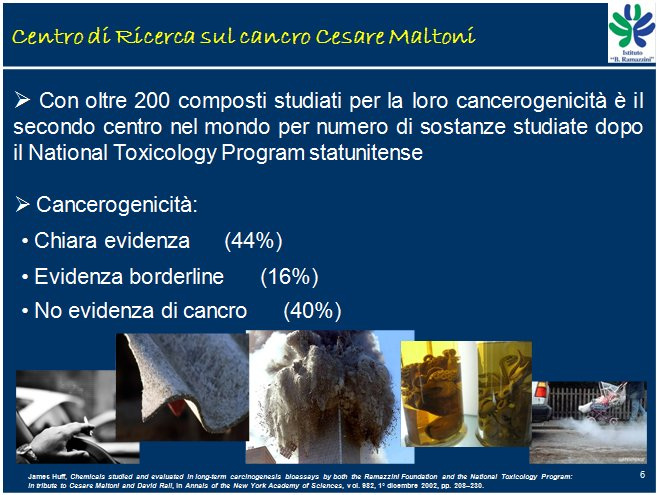 Centro di Ricerca sul cancro Cesare Maltoni
Istituto
"B. Ramazzini"
➢ Con oltre 200 composti studiati per la loro cancerogenicità è il
secondo centro nel mondo per numero di sostanze studiate dopo
il National Toxicology Program statunitense
➢ Cancerogenicità:
• Chiara evidenza (44%)
• Evidenza borderline (16%)
• No evidenza di cancro (40%)
GREENPEACE
James Huff, Chemicals studied and evaluated in long-term carcinogenesis bioassays by both the Ramazzini Foundation and the National Toxicology Program:
in tribute to Cesare Maltoni and David Rall, in Annals of the New York Academy of Sciences, vol. 982, 1° dicembre 2002, pp. 208–230.
6